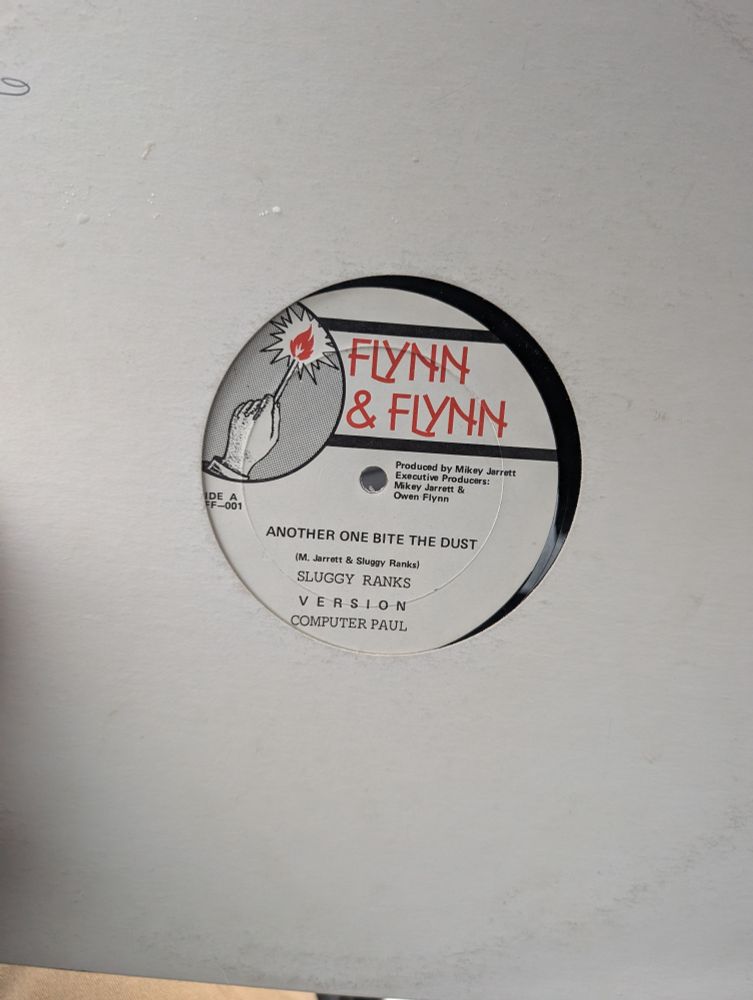 FLYNN
& FLYNN
Produced by Mikey Jarrett
Executive Producers:
Mikey Jarrett &
Owen Flynn
IDE A
FF-001
ANOTHER ONE BITE THE DUST
(M. Jarrett & Sluggy Ranks)
SLUGGY RANKS
VERSION
COMPUTER PAUL